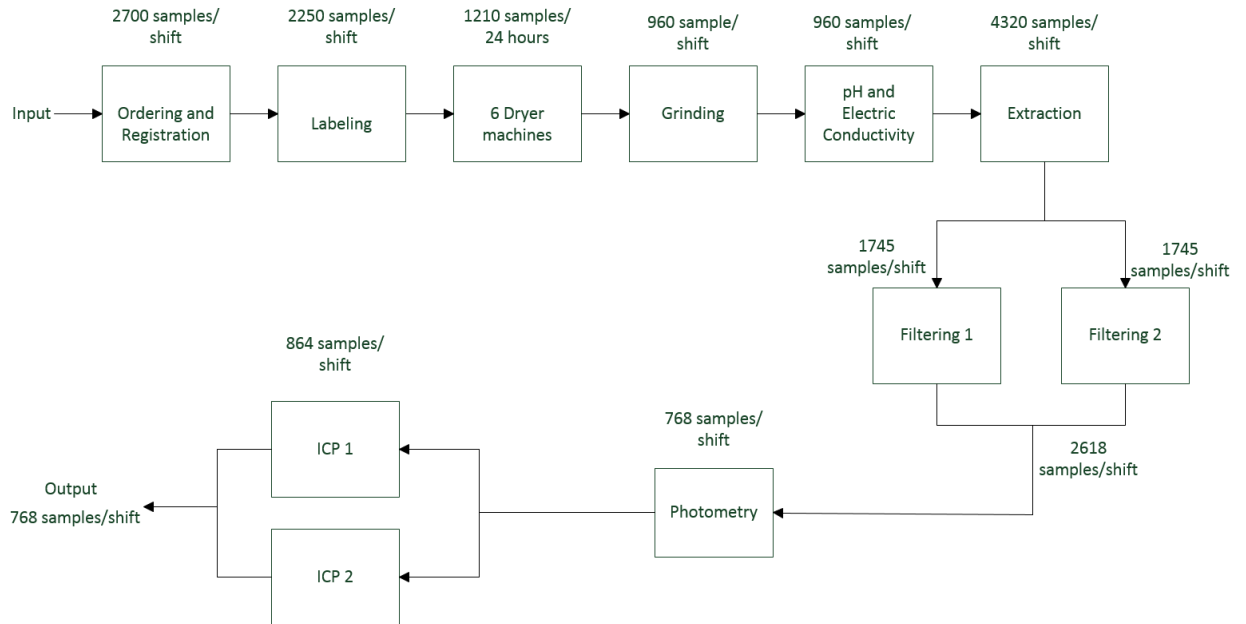 2700 samples/
shift
2250 samples/
shift
1210 samples/
24 hours
960 sample/
shift
960 samples/
shift
4320 samples/
shift
Input
Ordering and
Registration
Labeling
6 Dryer
machines
Grinding
pH and
Electric
Conductivity
Extraction
1745
samples/shift
1745
samples/shift
Filtering 1
Filtering 2
2618
samples/shift
768 samples/
shift
Photometry
864 samples/
shift
ICP 1
ICP 2
Output
768 samples/shift